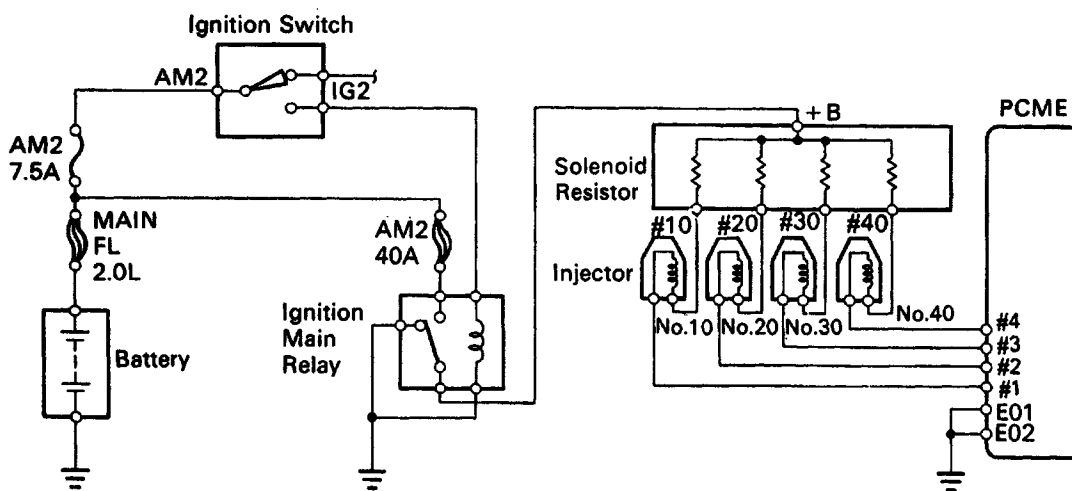 Ignition Switch
AM2
IG2
AM2
7.5A
MAIN
FL
2.0L
Battery
AM2
40A
Ignition
Main
Relay
+B
Solenoid
Resistor
#10
#20
#30
#40
Injector
No.10
No.20
No.30
No.40
PCME
#4
#3
#2
#1
E01
E02